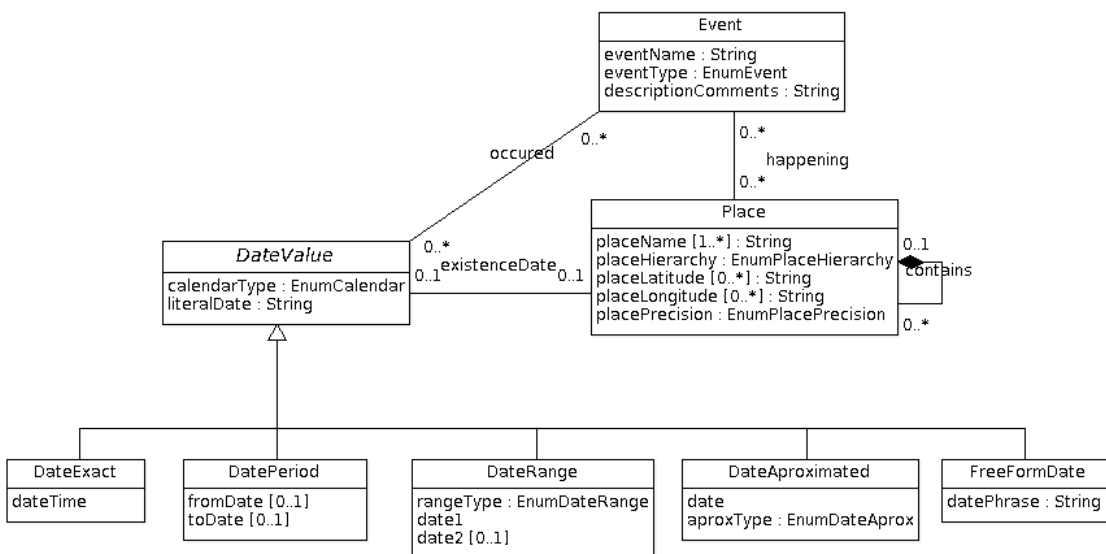 Event
eventName : String
eventType : EnumEvent
descriptionComments : String
0..*
0..*
occured
happening
0..*
Place
placeName [1..*] : String
placeHierarchy : EnumPlaceHierarchy
placeLatitude [0..*] : String
placeLongitude [0..*] : String
placePrecision : EnumPlacePrecision
0..1
contains
0..*
DateValue
calendarType : EnumCalendar
literalDate : String
0..*
0..1
existenceDate
0..1
DateExact
dateTime
DatePeriod
fromDate [0..1]
toDate [0..1]
DateRange
rangeType : EnumDateRange
date1
date2 [0..1]
DateAproximated
date
aproxType : EnumDateAprox
FreeFormDate
datePhrase : String